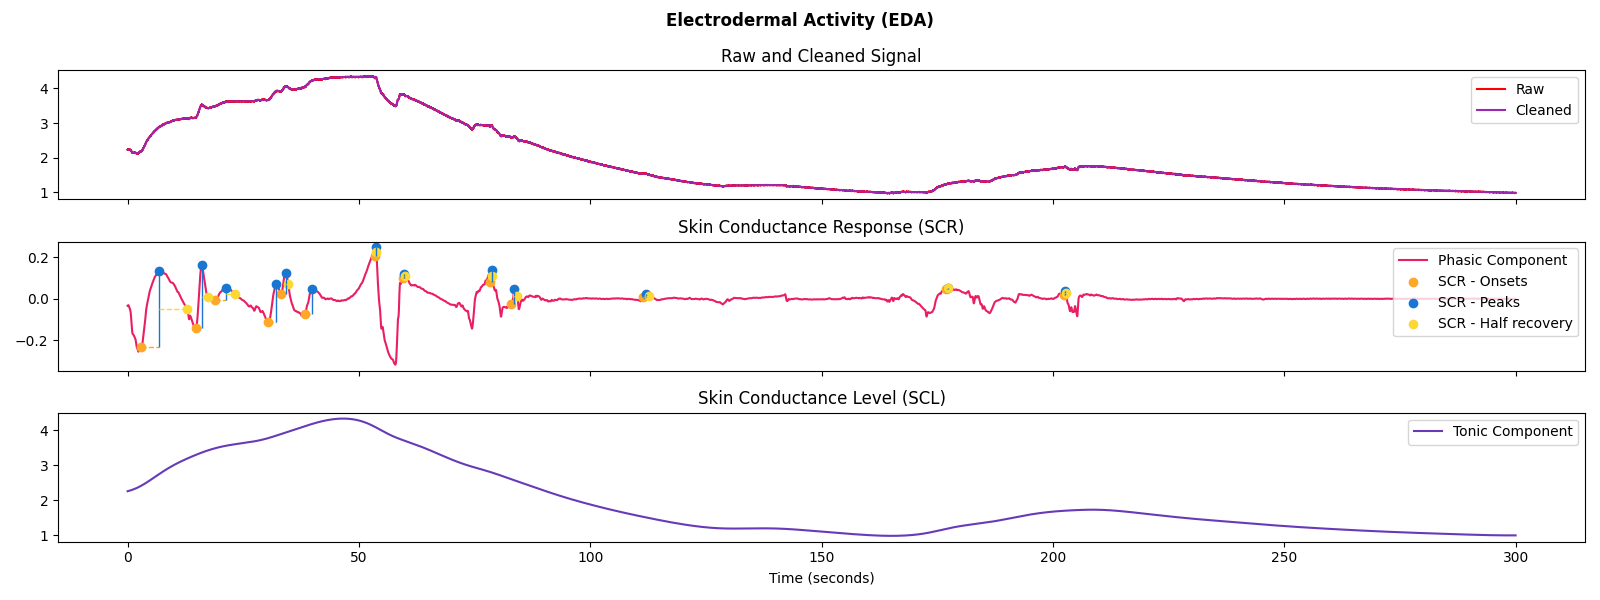 Electrodermal Activity (EDA)
Raw and Cleaned Signal
4
3
2
1
Raw
Cleaned
Skin Conductance Response (SCR)
0.2
0.0
−0.2
Phasic Component
SCR - Onsets
SCR - Peaks
SCR - Half recovery
Skin Conductance Level (SCL)
4
3
2
1
Tonic Component
0 50 100 150 200 250 300
Time (seconds)